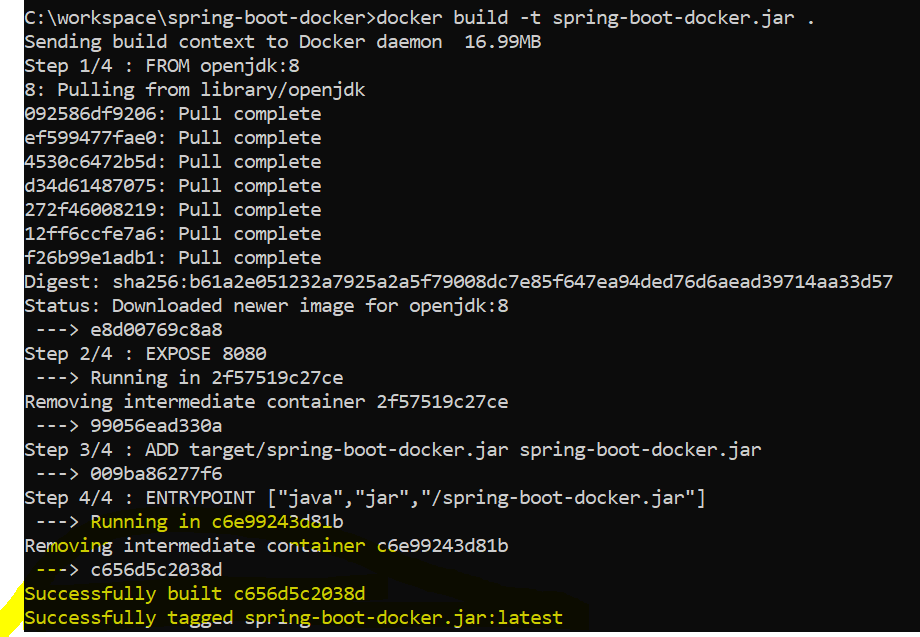 C:\workspace\spring-boot-docker>docker build -t spring-boot-docker.jar .
Sending build context to Docker daemon  16.99MB
Step 1/4 : FROM openjdk:8
8: Pulling from library/openjdk
092586df9206: Pull complete
ef599477fae0: Pull complete
4530c6472b5d: Pull complete
d34d61487075: Pull complete
272f46008219: Pull complete
12ff6ccfe7a6: Pull complete
f26b99e1adb1: Pull complete
Digest: sha256:b61a2e051232a7925a2a5f79008dc7e85f647ea94ded76d6aead39714aa33d57
Status: Downloaded newer image for openjdk:8
 ---> e8d00769c8a8
Step 2/4 : EXPOSE 8080
 ---> Running in 2f57519c27ce
Removing intermediate container 2f57519c27ce
 ---> 99056ead330a
Step 3/4 : ADD target/spring-boot-docker.jar spring-boot-docker.jar
 ---> 009ba86277f6
Step 4/4 : ENTRYPOINT ["java","jar","/spring-boot-docker.jar"]
 ---> Running in c6e99243d81b
Removing intermediate container c6e99243d81b
 ---> c656d5c2038d
Successfully built c656d5c2038d
Successfully tagged spring-boot-docker.jar:latest